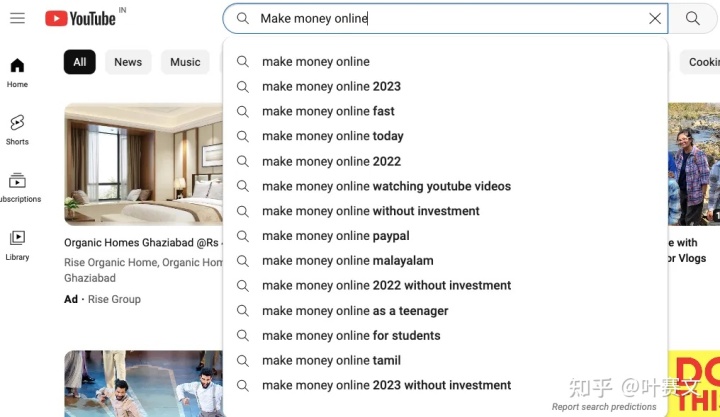 YouTube IN
Make money online
All
News
Music
Cookin
Home
Shorts
ubscriptions
Library
make money online
make money online 2023
make money online fast
make money online today
make money online 2022
make money online watching youtube videos
make money online without investment
make money online paypal
make money online malayalam
make money online 2022 without investment
make money online as a teenager
make money online for students
make money online tamil
make money online 2023 without investment
Report search predictions
Organic Homes Ghaziabad @Rs
Rise Organic Home, Organic Hom
Ghaziabad
Ad · Rise Group
e with
or Vlogs
DO
THI
知乎 @叶赛文